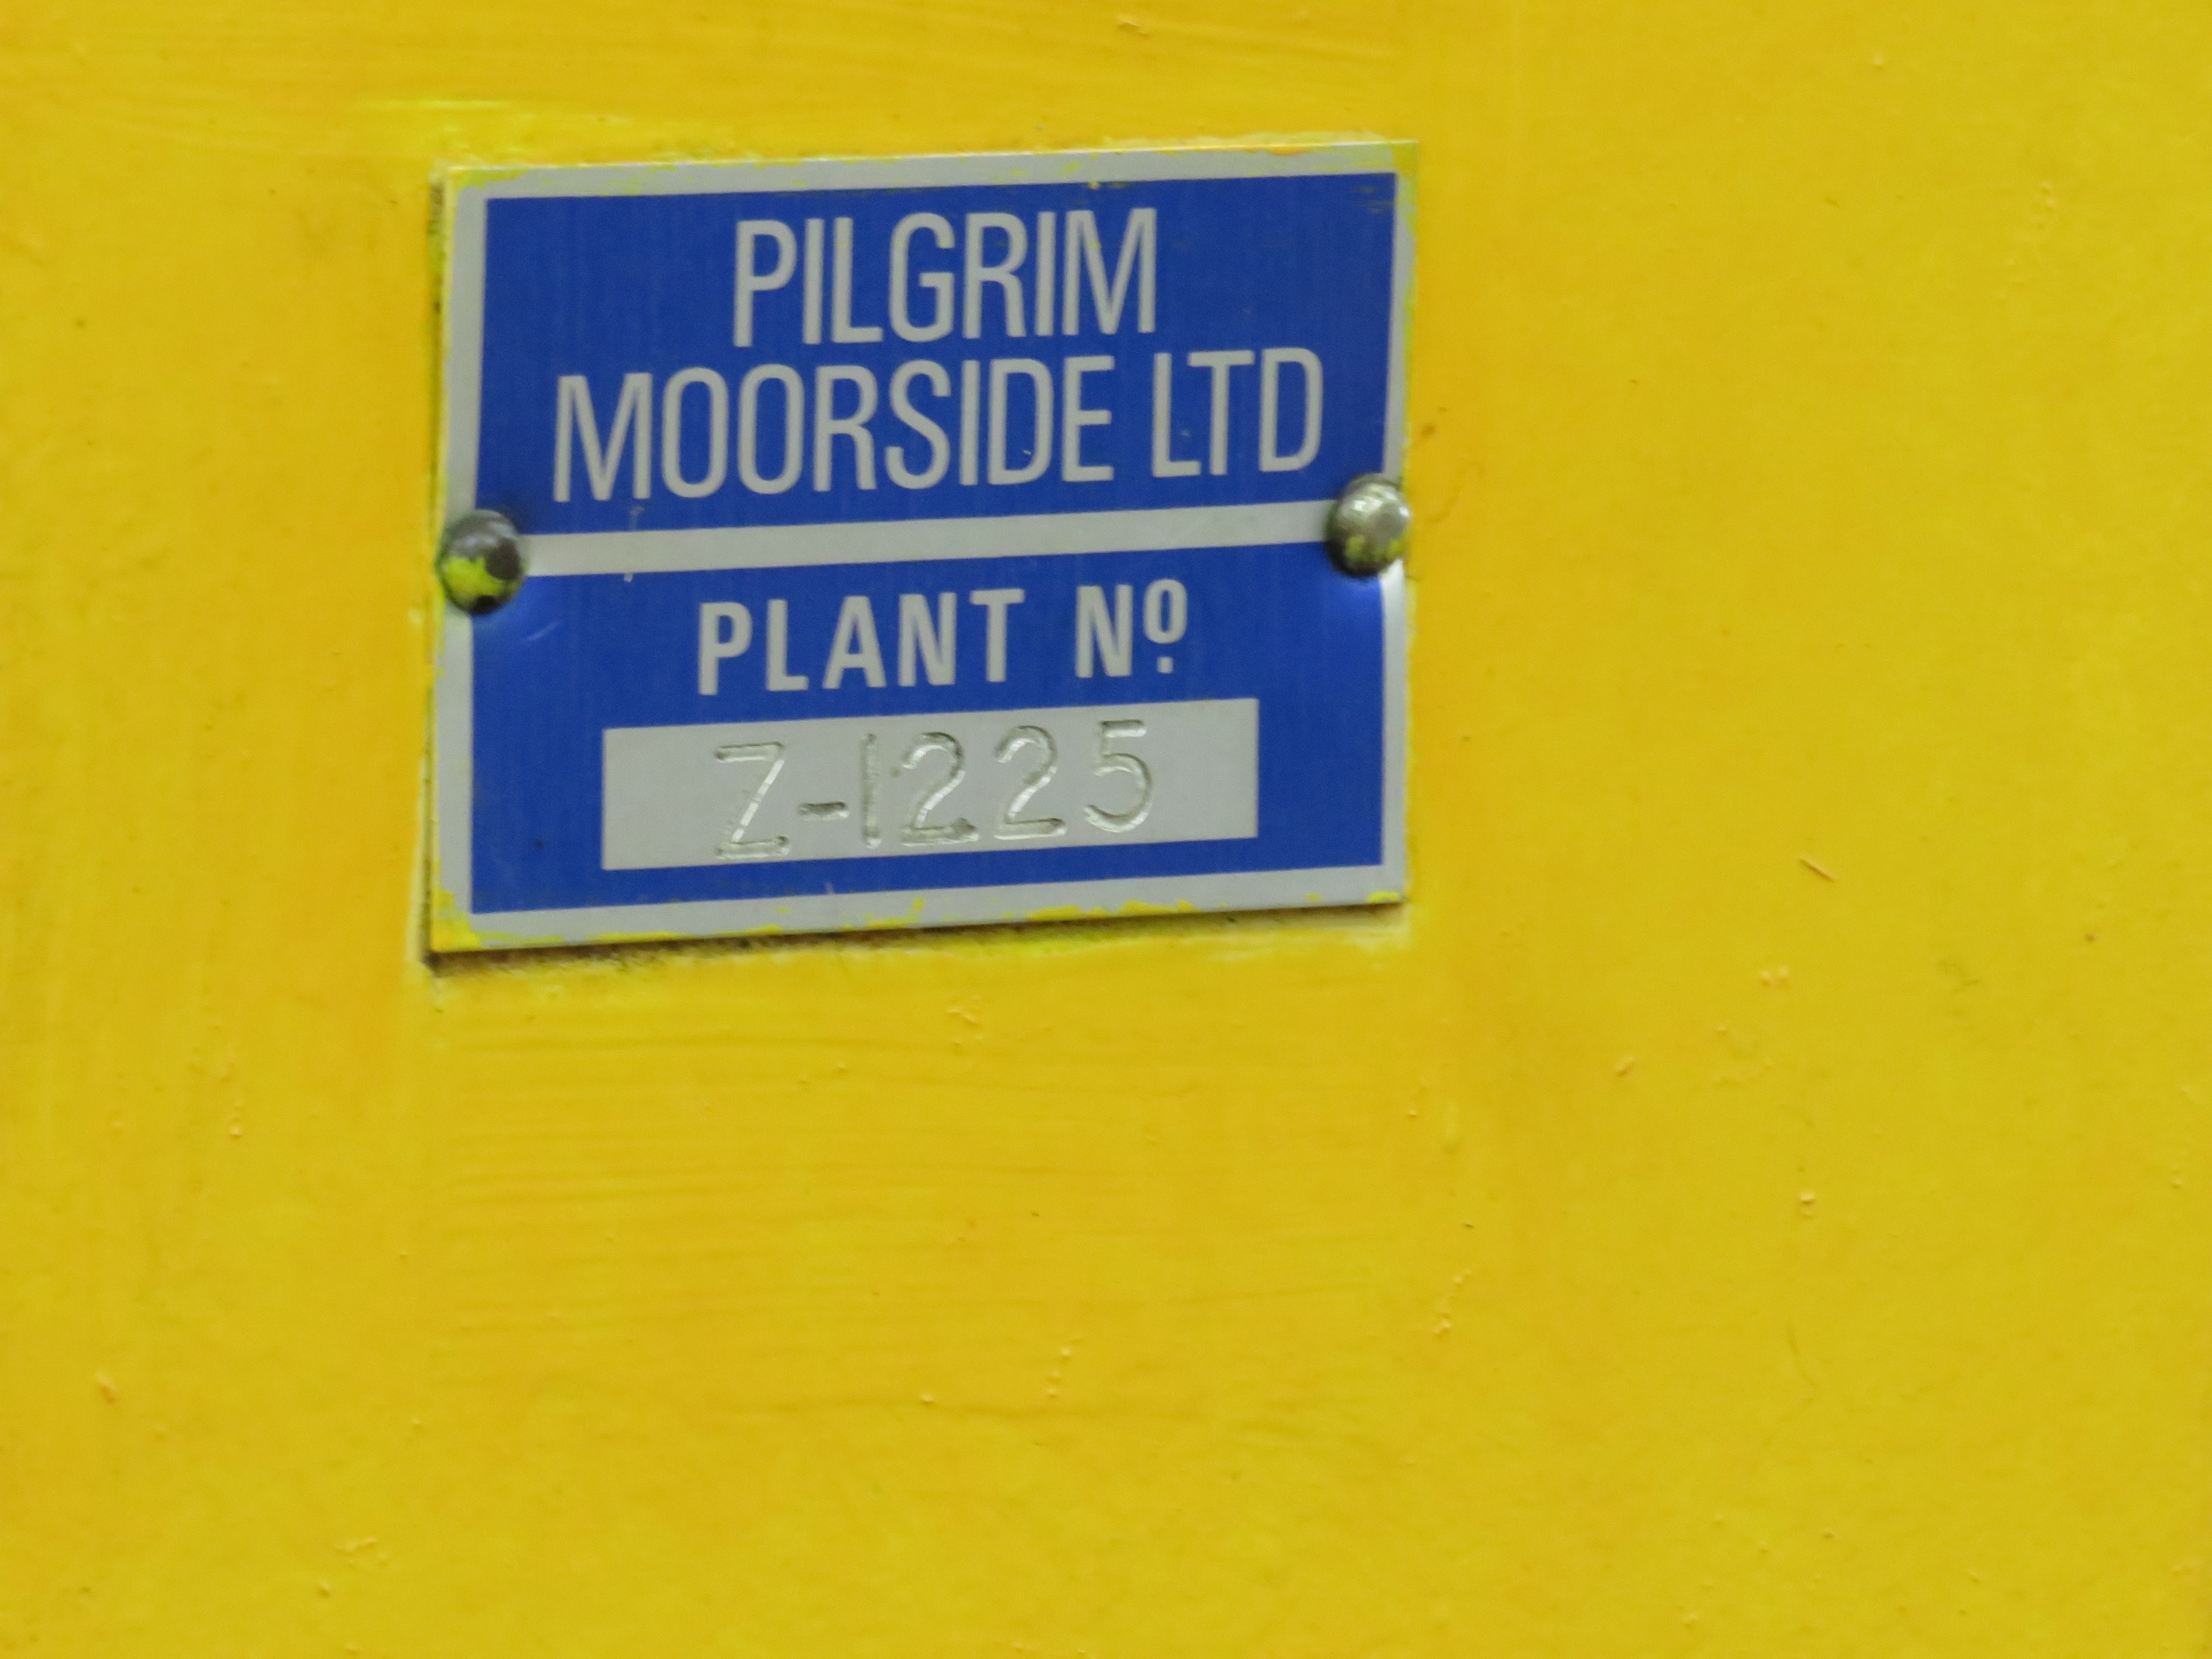 PILGRIM
MOORSIDE LTD
PLANT Nº
Z-1225